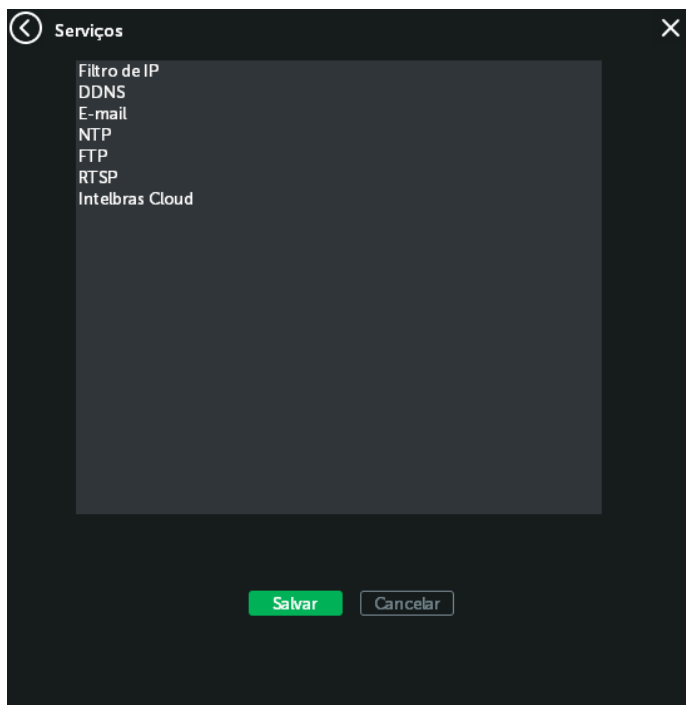 Serviços
Filtro de IP
DDNS
E-mail
NTP
FTP
RTSP
Intelbras Cloud
Salvar
Cancelar